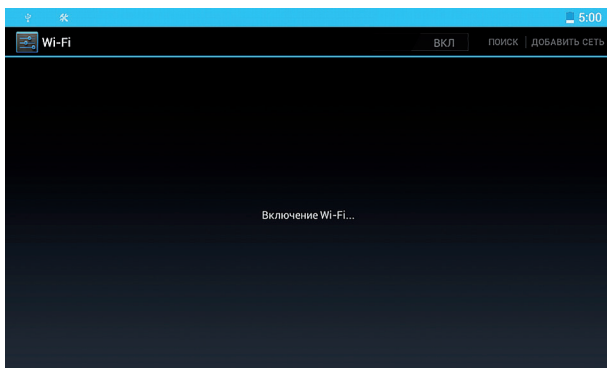 5:00
Wi-Fi
ВКЛ
ПОИСК
ДОБАВИТЬ СЕТЬ
Включение Wi-Fi...